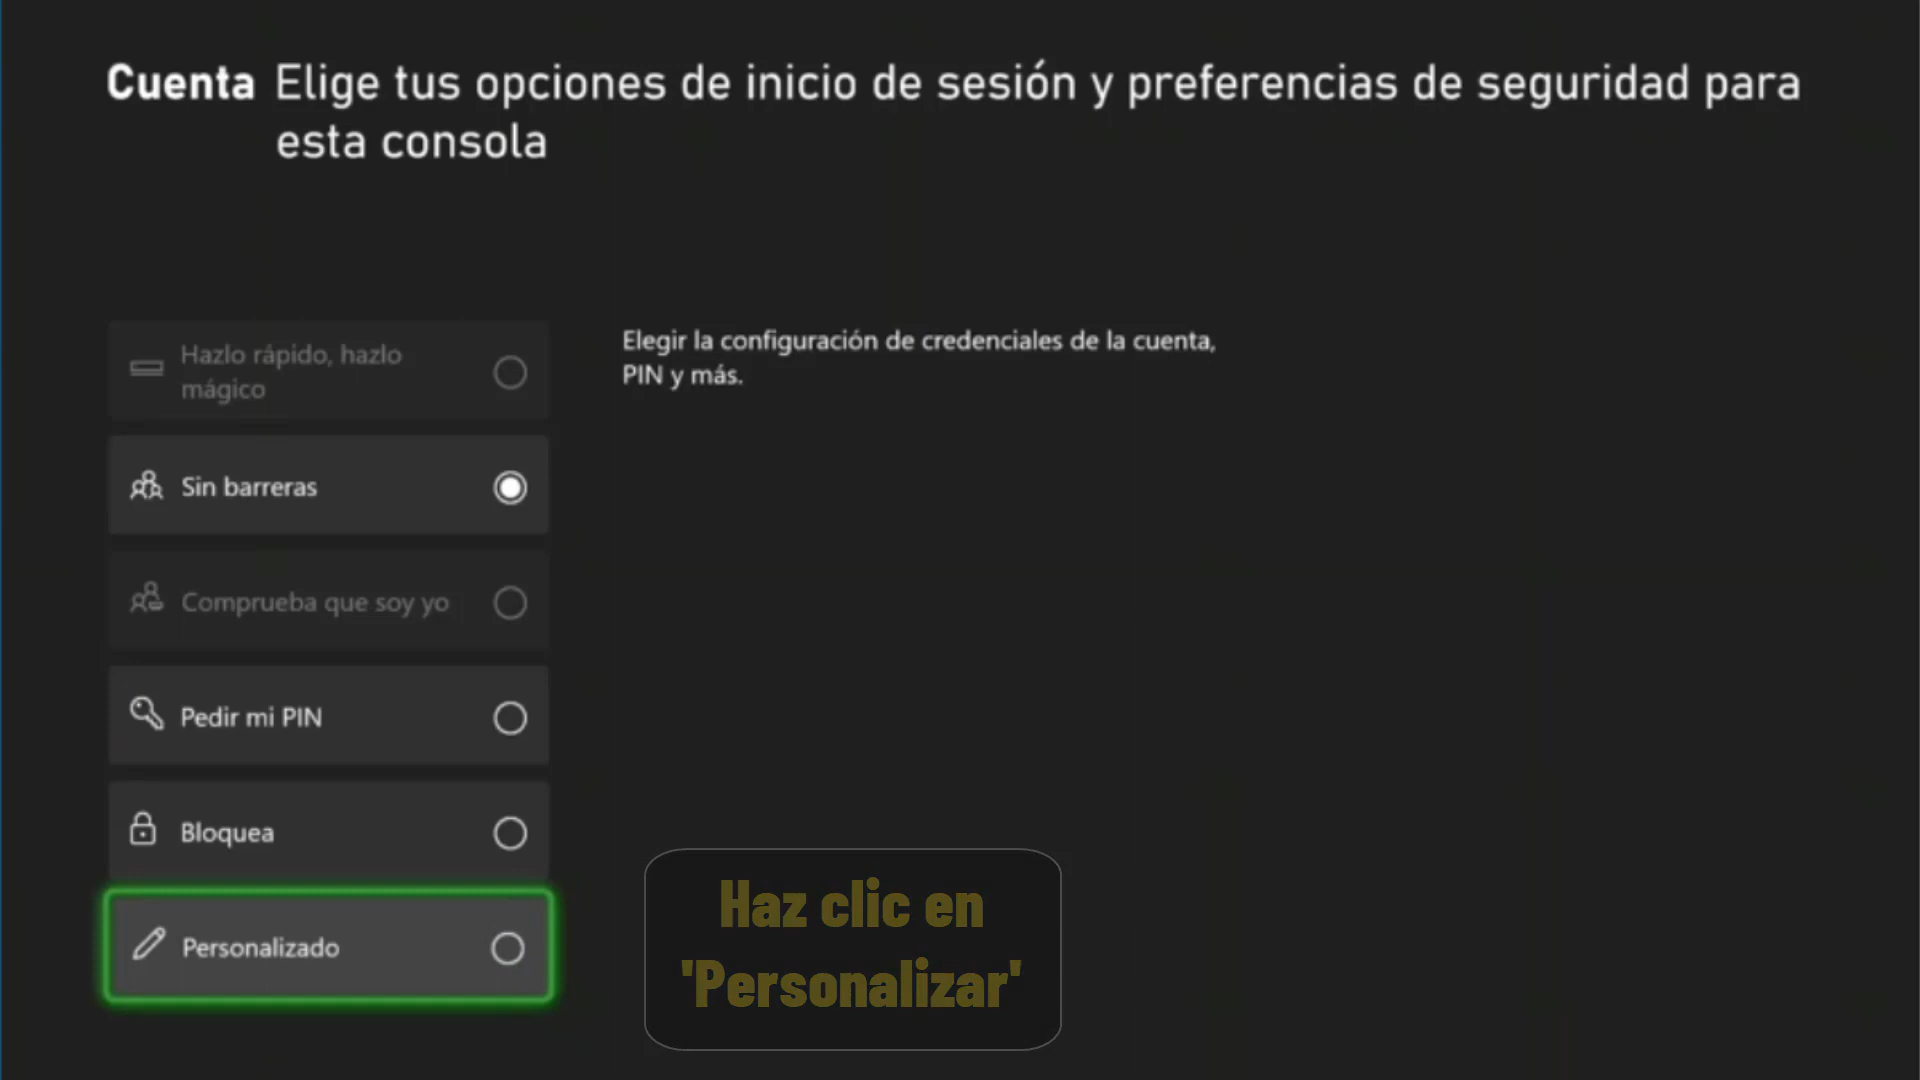 Cuenta Elige tus opciones de inicio de sesión y preferencias de seguridad para
esta consola
Hazlo rápido, hazlo
mágico
Elegir la configuración de credenciales de la cuenta,
PIN y más.
Sin barreras
Comprueba que soy yo
Pedir mi PIN
Bloquea
Personalizado
Haz clic en
'Personalizar'